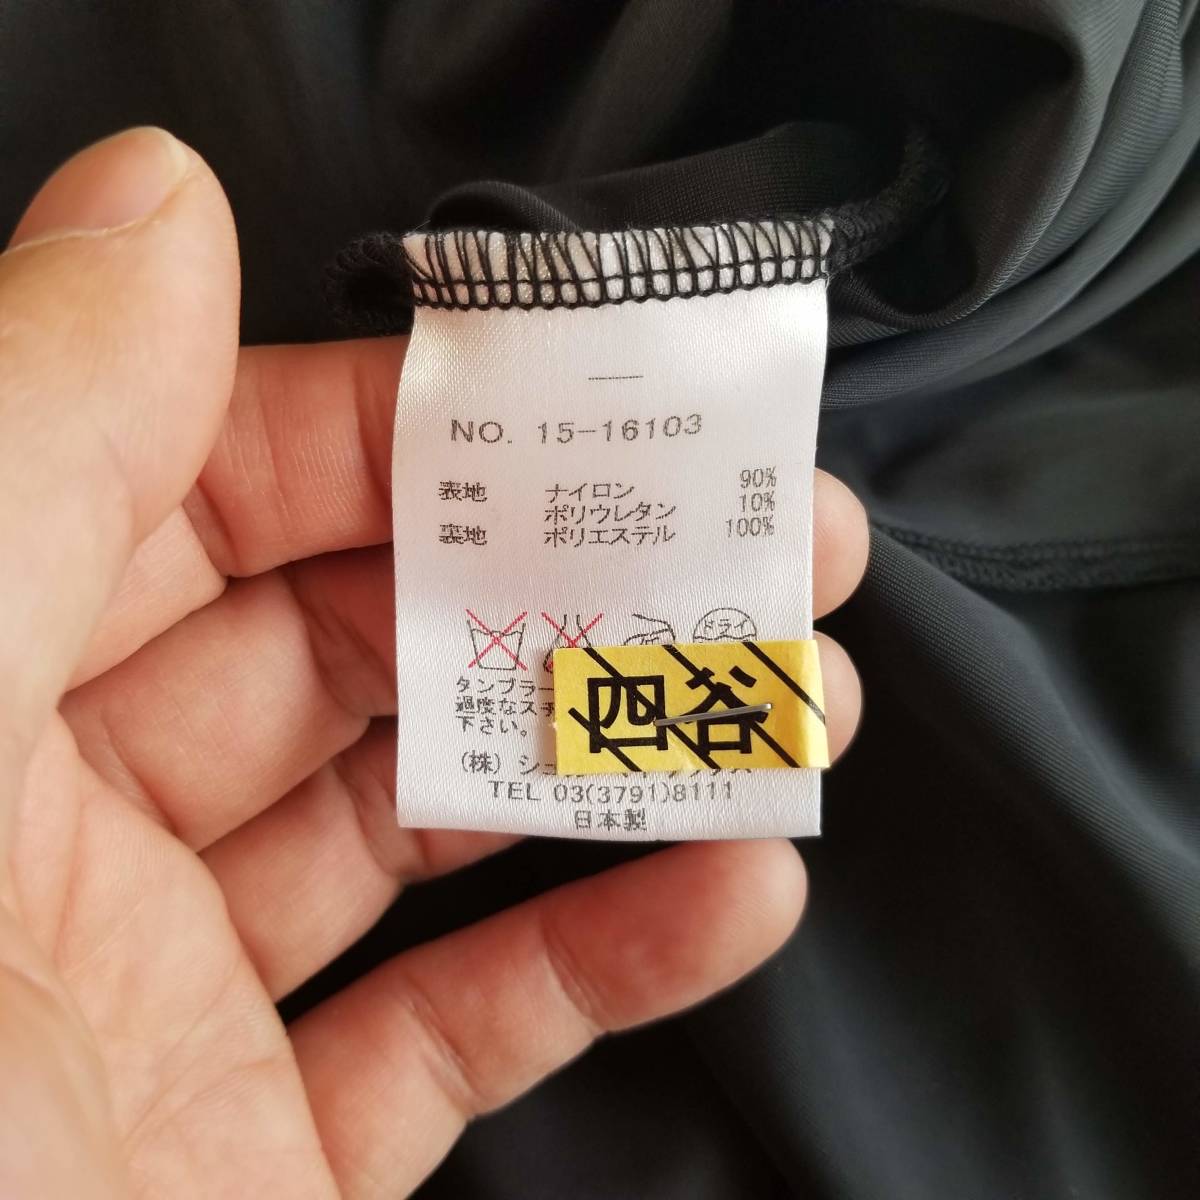 NO. 15-16103
表地 ナイロン 90%
ポリウレタン 10%
裏地 ポリエステル 100%
ドライ
タンブラー
過度なス
下さい。
四谷
(株)
TEL 03(3791)8111
日本製